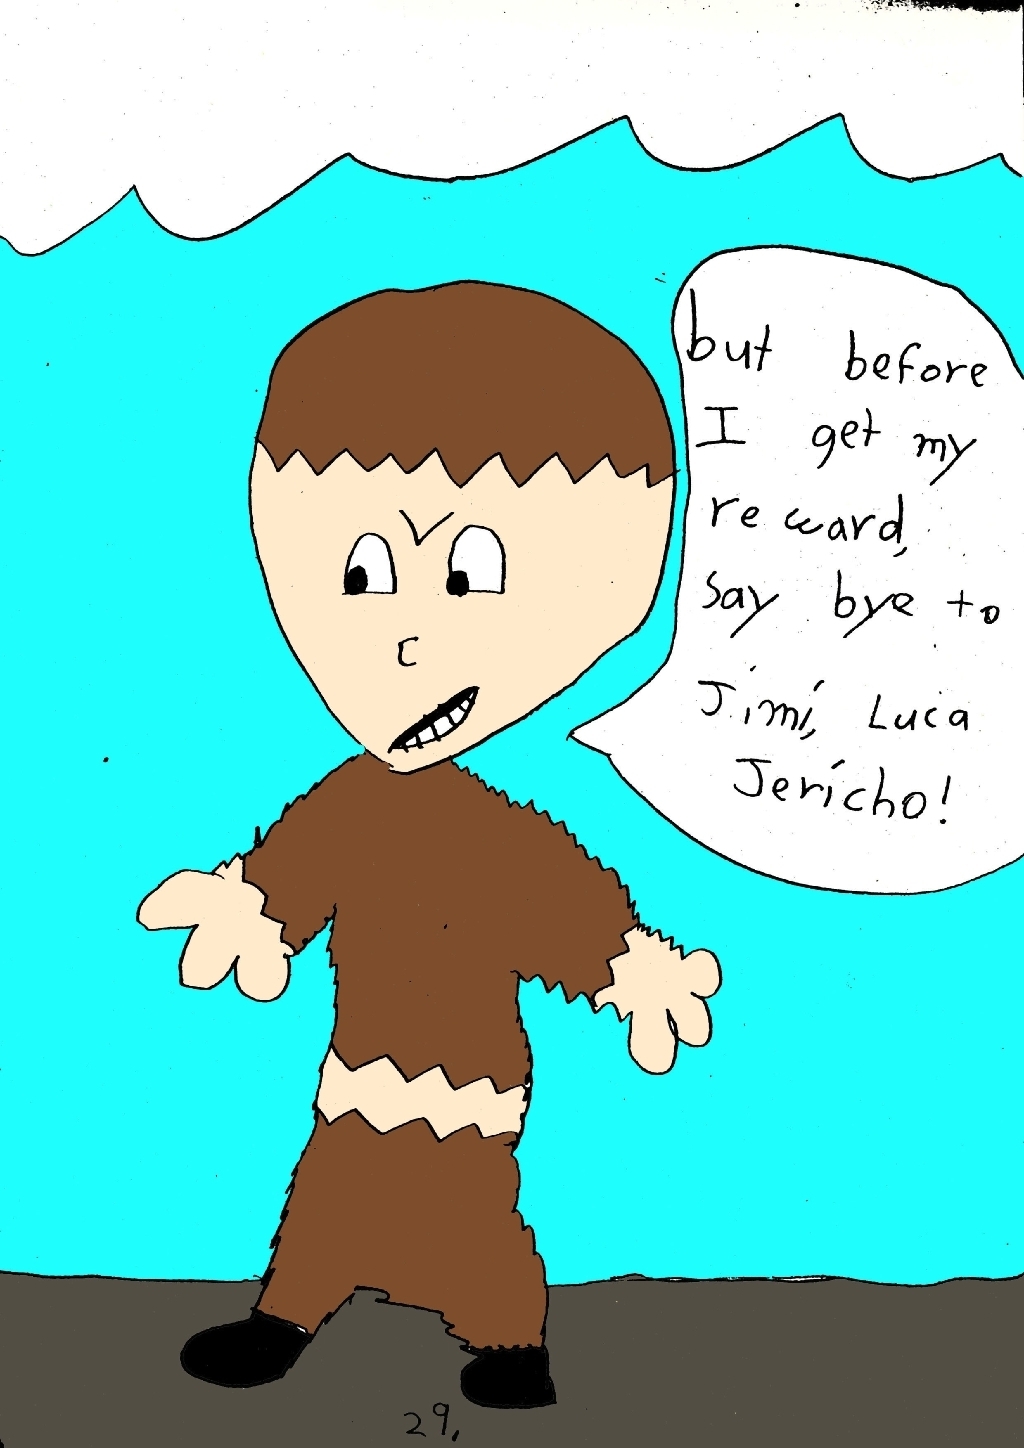 but before
I get my
reward,
say bye to
Jimi, Luca
Jericho!
29.